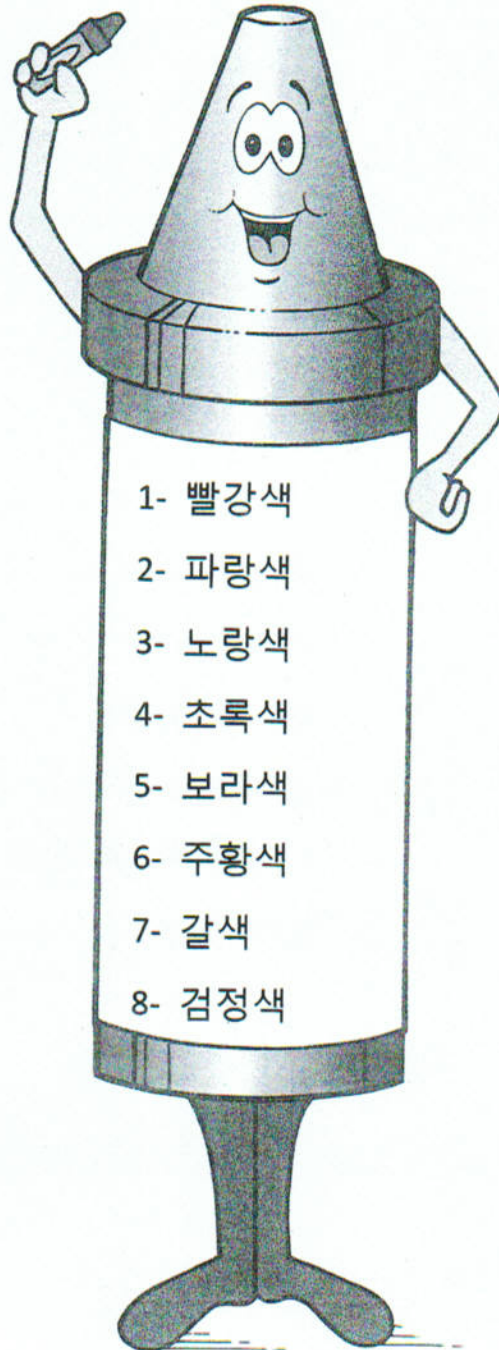 1- 빨강색
2- 파랑색
3- 노랑색
4- 초록색
5- 보라색
6- 주황색
7- 갈색
8- 검정색